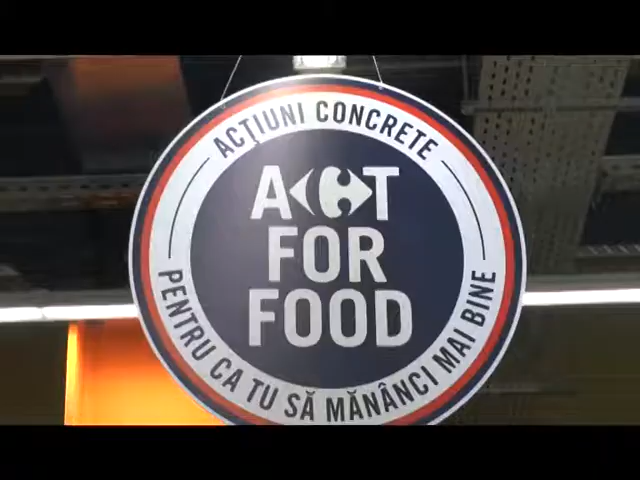 ACȚIUNI CONCRETE
ACT
FOR
FOOD
PENTRU CA TU SĂ MĂNÂNCI MAI BINE